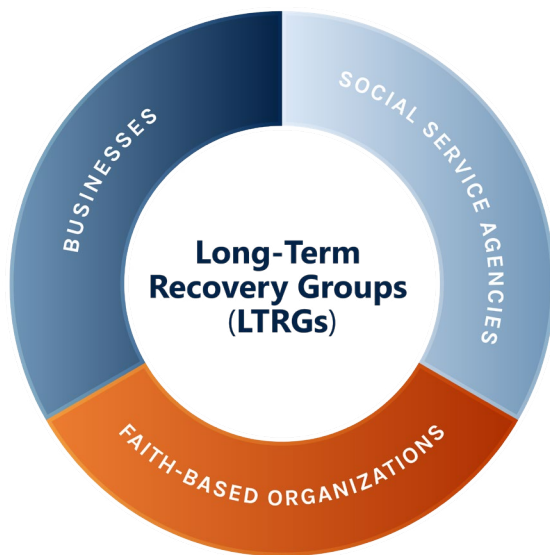 BUSINESSES
SOCIAL SERVICE AGENCIES
Long-Term
Recovery Groups
(LTRGs)
FAITH-BASED ORGANIZATIONS